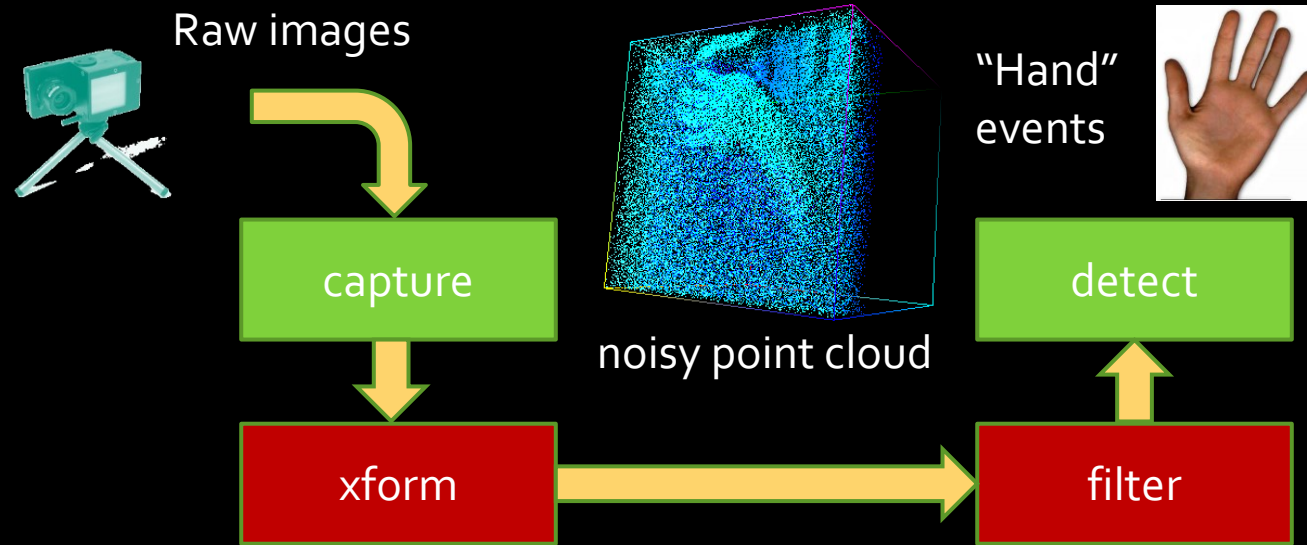 Raw images
“Hand”
events
capture
detect
noisy point cloud
xform
filter